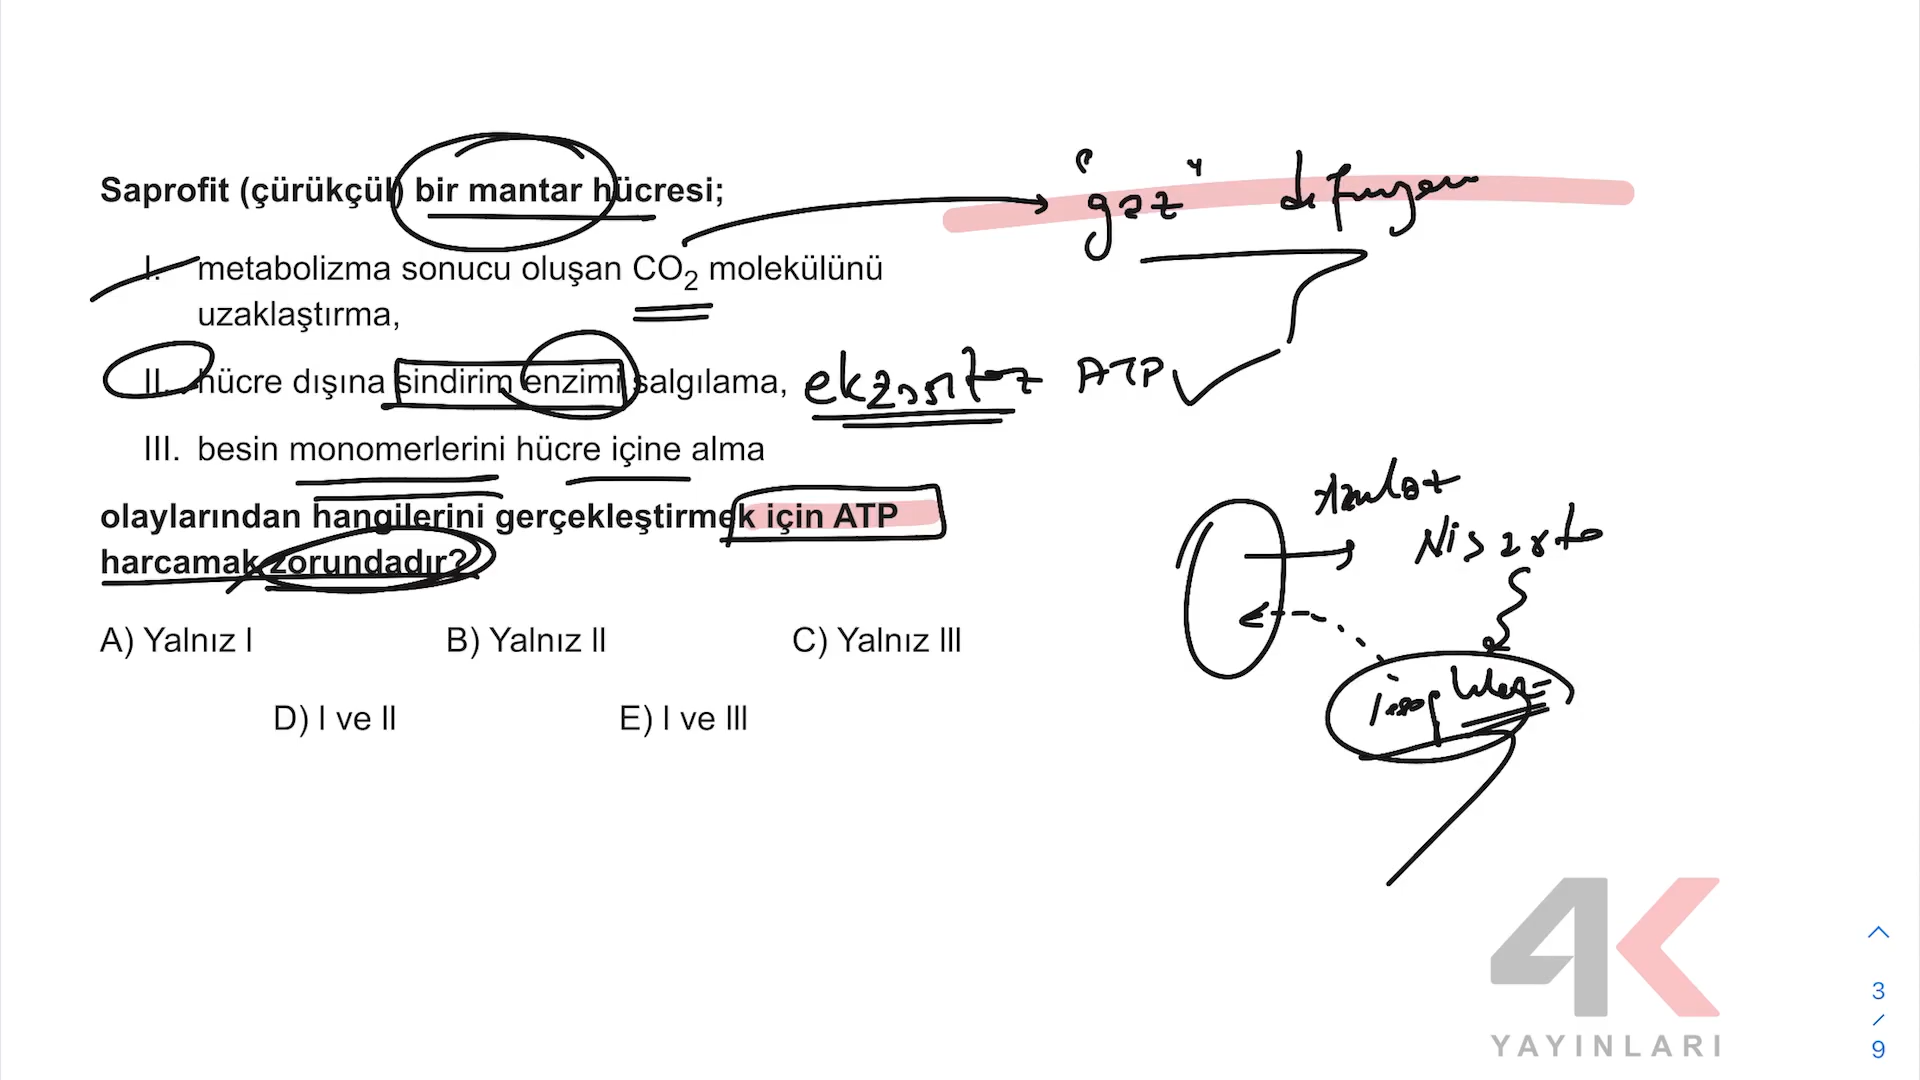 Saprofit (çürükçül) bir mantar hücresi;
"gaz" difüzyon
I. metabolizma sonucu oluşan CO₂ molekülünü
uzaklaştırma,
II. hücre dışına sindirim enzimi salgılama, ekzositoz ATP
III. besin monomerlerini hücre içine alma
olaylarından hangilerini gerçekleştirmek için ATP
harcamak zorundadır?
Nişasta
A) Yalnız I B) Yalnız II C) Yalnız III
D) I ve II E) I ve III
4K
YAYINLARI
3
/
9